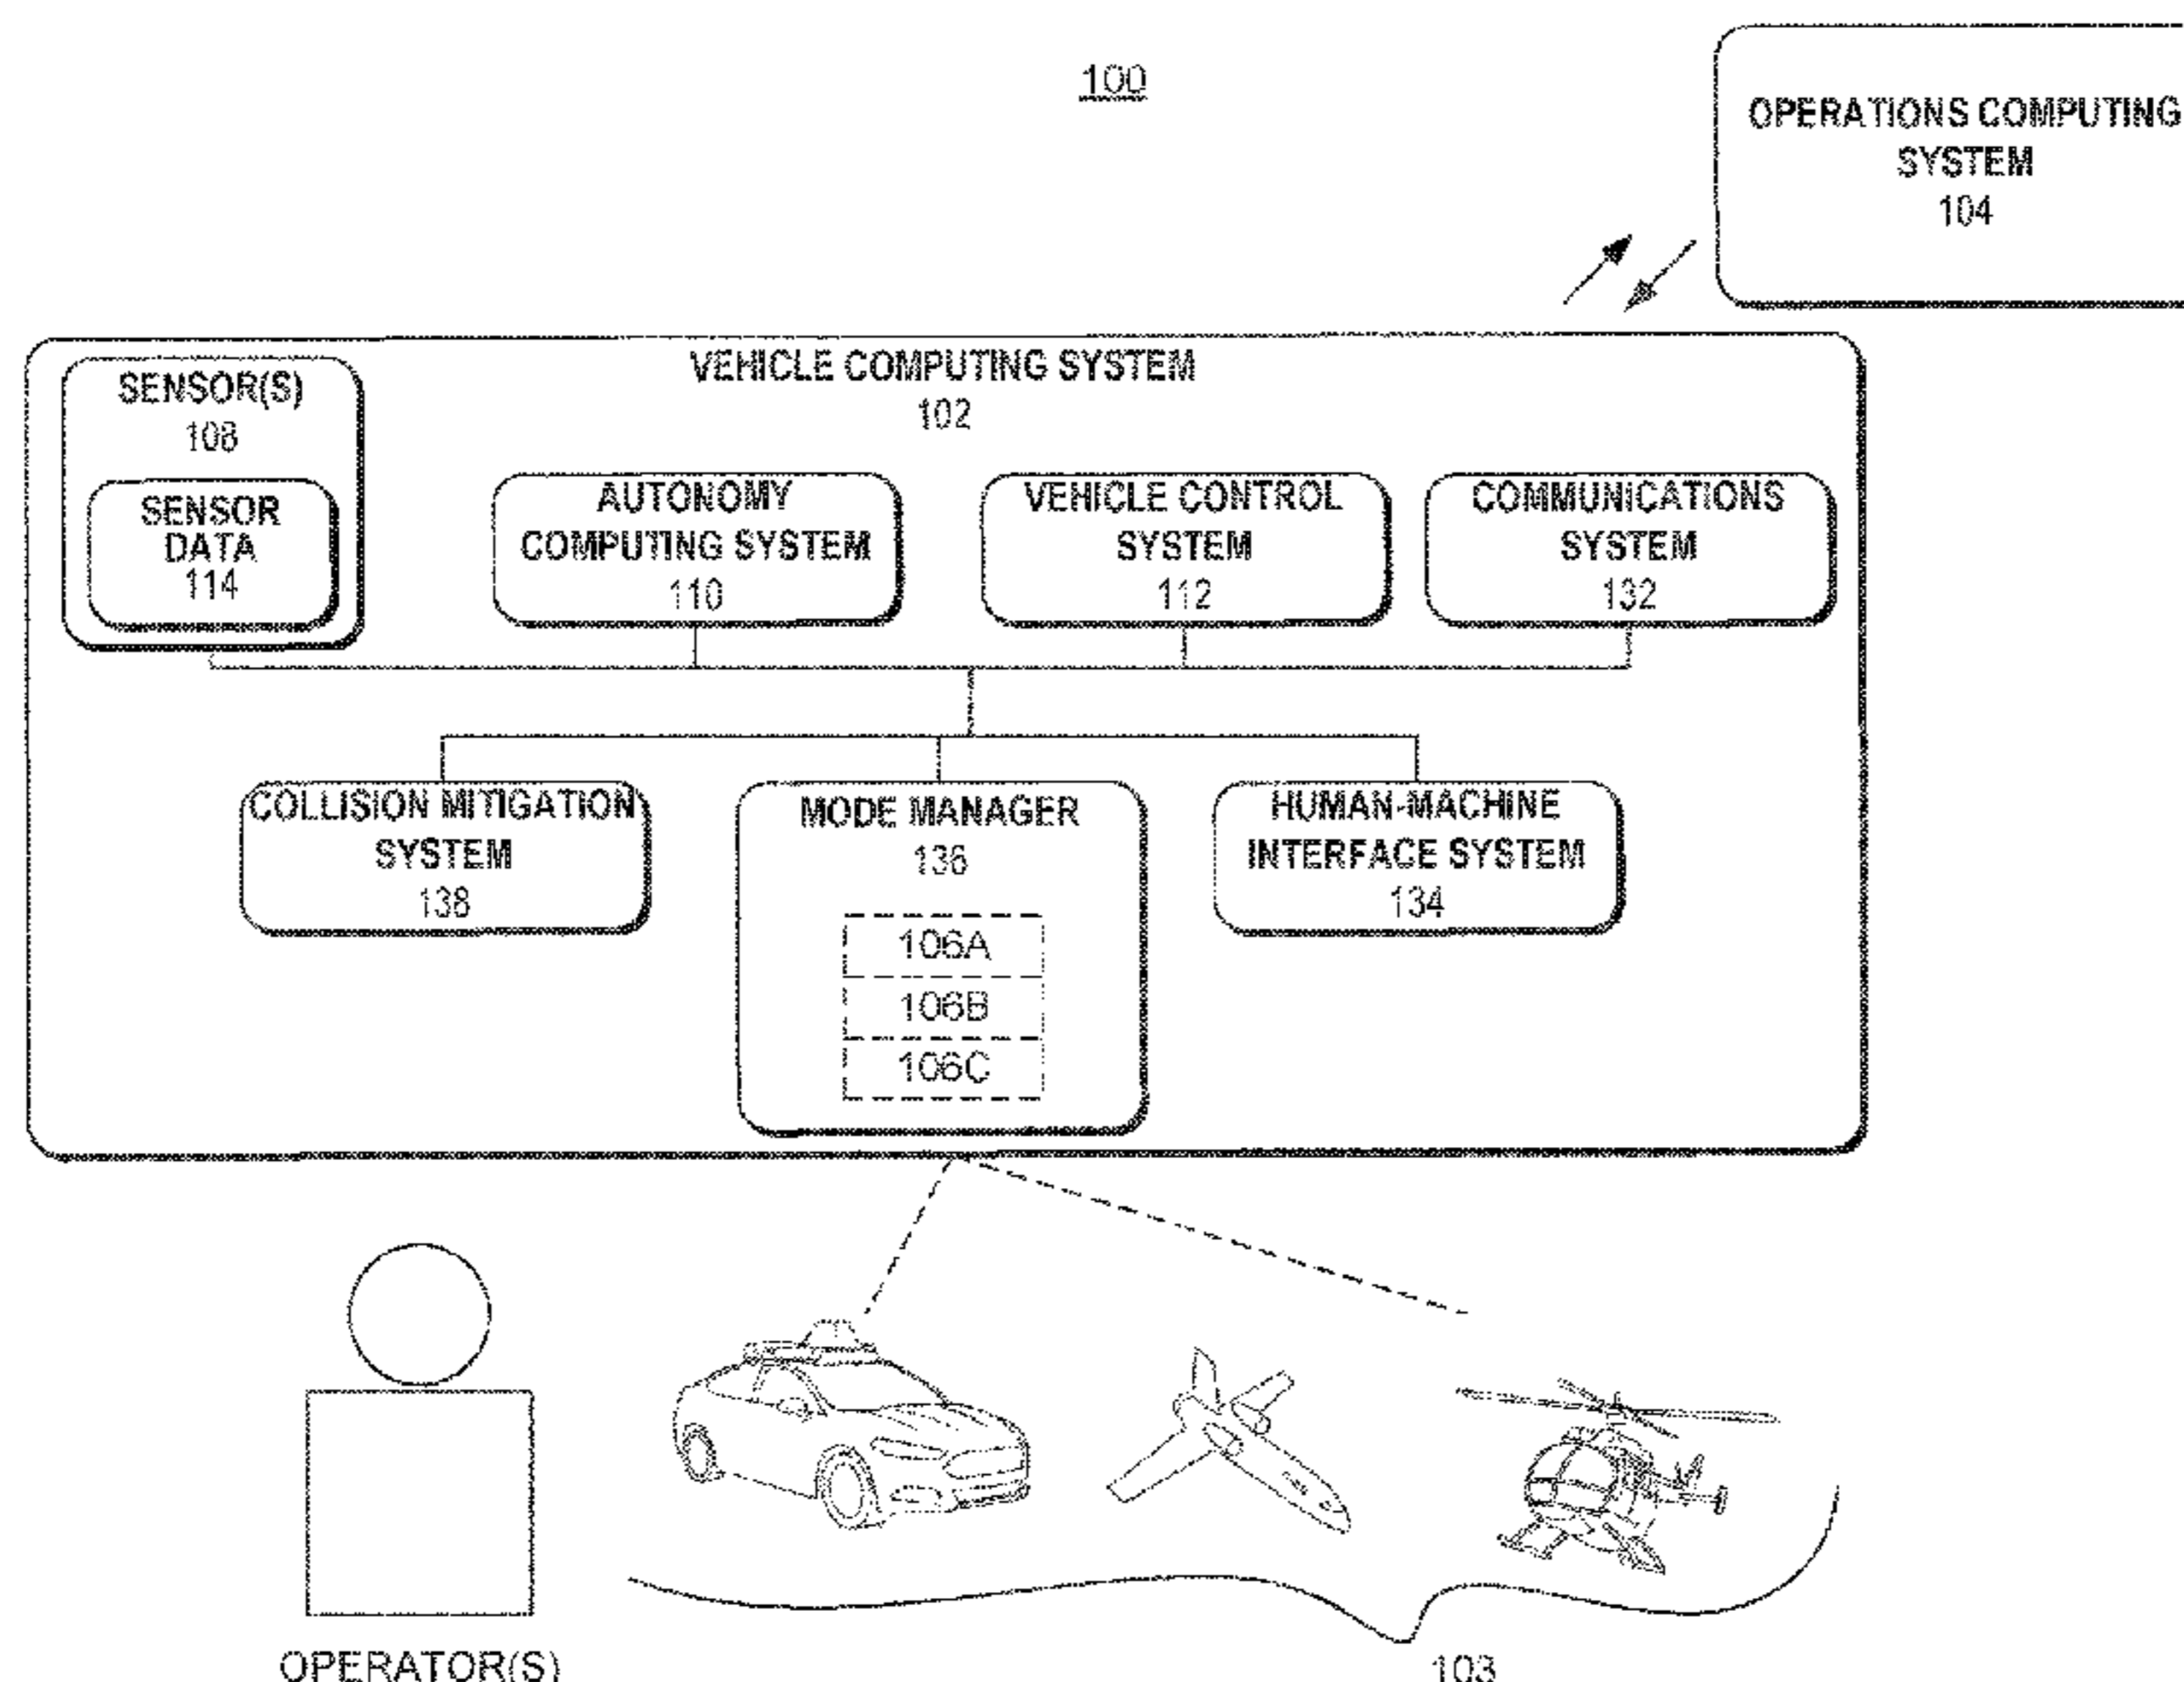 100
OPERATIONS COMPUTING
SYSTEM
104
VEHICLE COMPUTING SYSTEM
102
SENSOR(S)
108
SENSOR
DATA
114
AUTONOMY
COMPUTING SYSTEM
110
VEHICLE CONTROL
SYSTEM
112
COMMUNICATIONS
SYSTEM
132
COLLISION MITIGATION
SYSTEM
138
MODE MANAGER
136
106A
106B
106C
HUMAN-MACHINE
INTERFACE SYSTEM
134
OPERATOR(S)
103